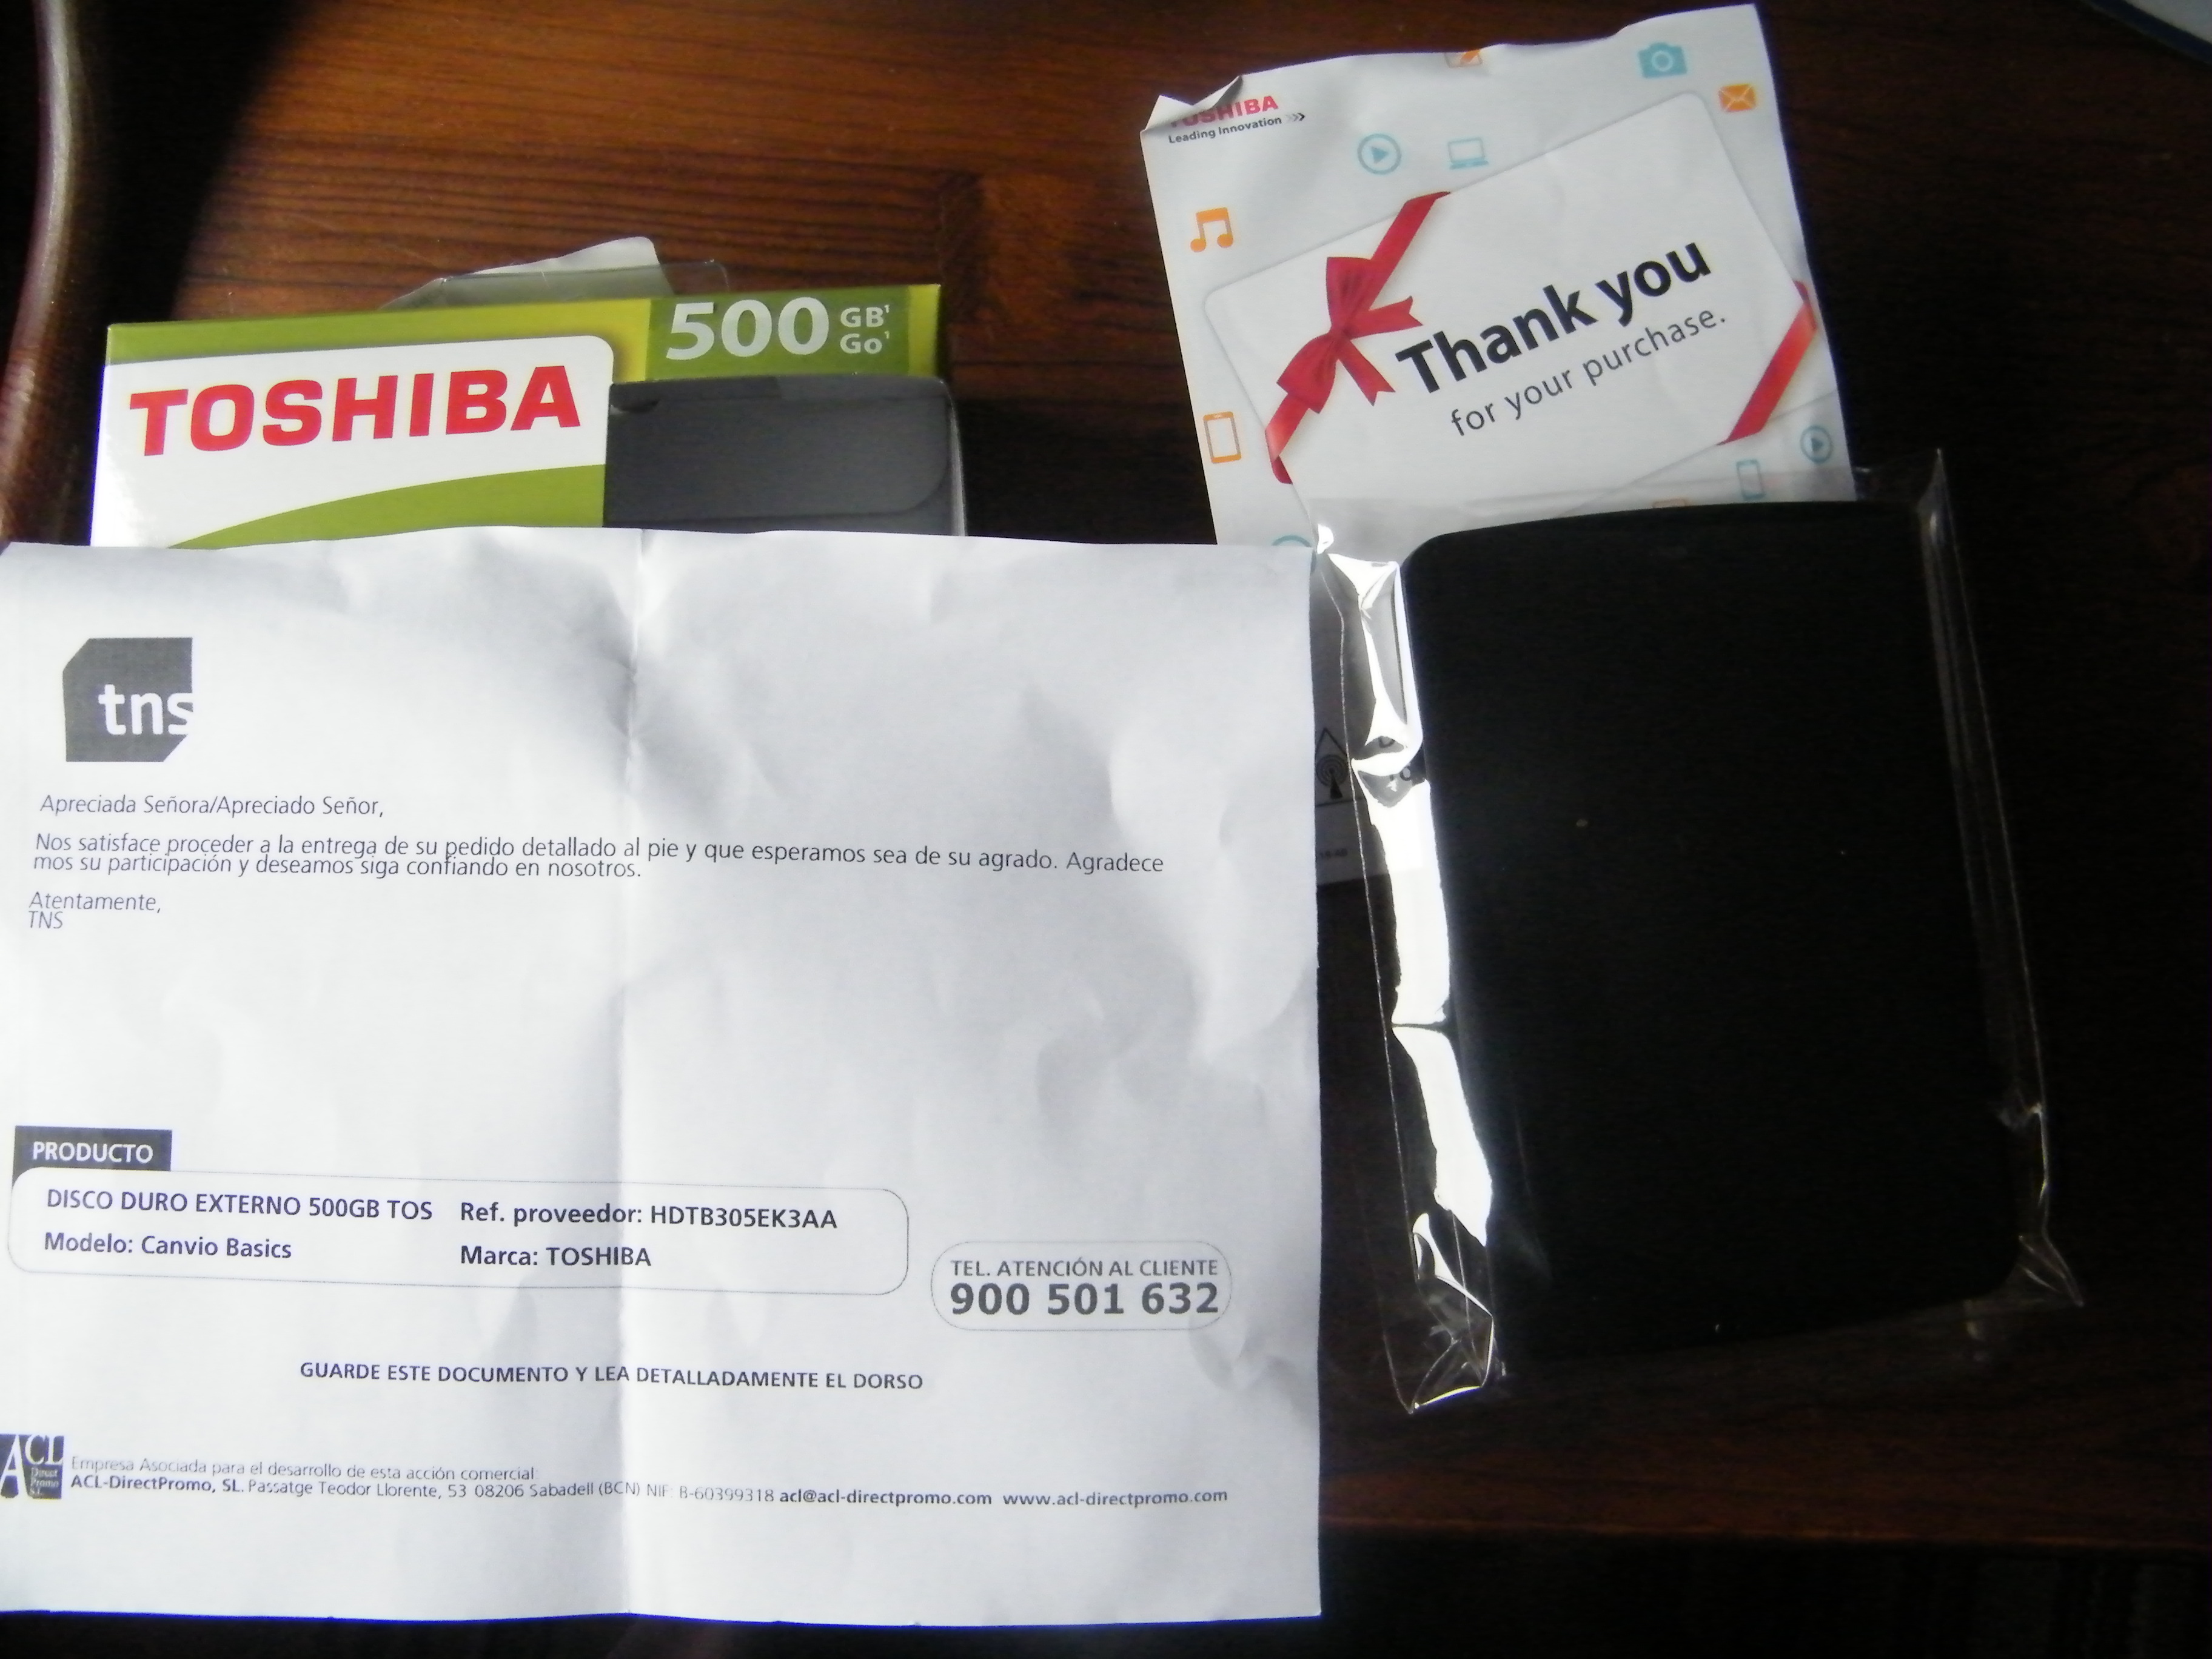 TOSHIBA
Leading Innovation >>>
Thank you
for your purchase.
500 GB¹
Go¹
TOSHIBA
tns
Apreciada Señora/Apreciado Señor,
Nos satisface proceder a la entrega de su pedido detallado al pie y que esperamos sea de su agrado. Agradece
mos su participación y deseamos siga confiando en nosotros.
Atentamente,
TNS
PRODUCTO
DISCO DURO EXTERNO 500GB TOS Ref. proveedor: HDTB305EK3AA
Modelo: Canvio Basics Marca: TOSHIBA
TEL. ATENCIÓN AL CLIENTE
900 501 632
GUARDE ESTE DOCUMENTO Y LEA DETALLADAMENTE EL DORSO
ACL
Direct
Promo
S.L.
Empresa Asociada para el desarrollo de esta acción comercial
ACL-DirectPromo, SL. Passatge Teodor Llorente, 53 08206 Sabadell (BCN) NIF B-60399318 acl@acl-directpromo.com www.acl-directpromo.com